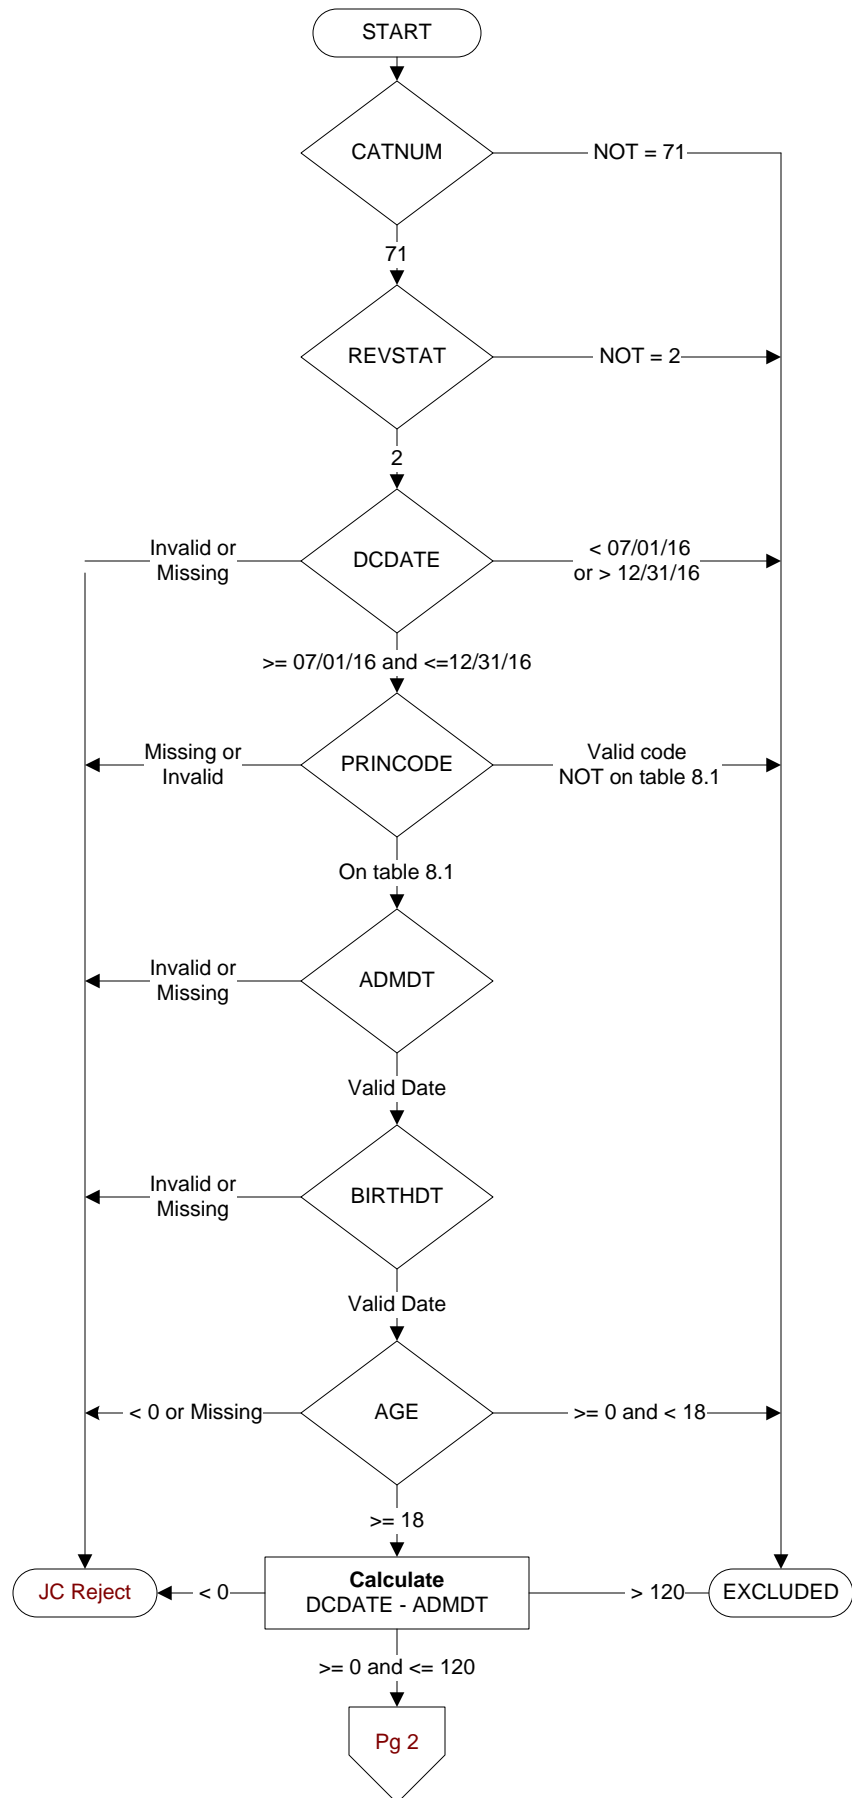 START
CATNUM
NOT = 71
71
REVSTAT
NOT = 2
2
Invalid or
Missing
DCDATE
< 07/01/16
or > 12/31/16
>= 07/01/16 and <=12/31/16
Missing or
Invalid
PRINCODE
Valid code
NOT on table 8.1
On table 8.1
Invalid or
Missing
ADMDT
Valid Date
Invalid or
Missing
BIRTHDT
Valid Date
< 0 or Missing
AGE
>= 0 and < 18
>= 18
JC Reject
< 0
Calculate
DCDATE - ADMDT
> 120
EXCLUDED
>= 0 and <= 120
Pg 2